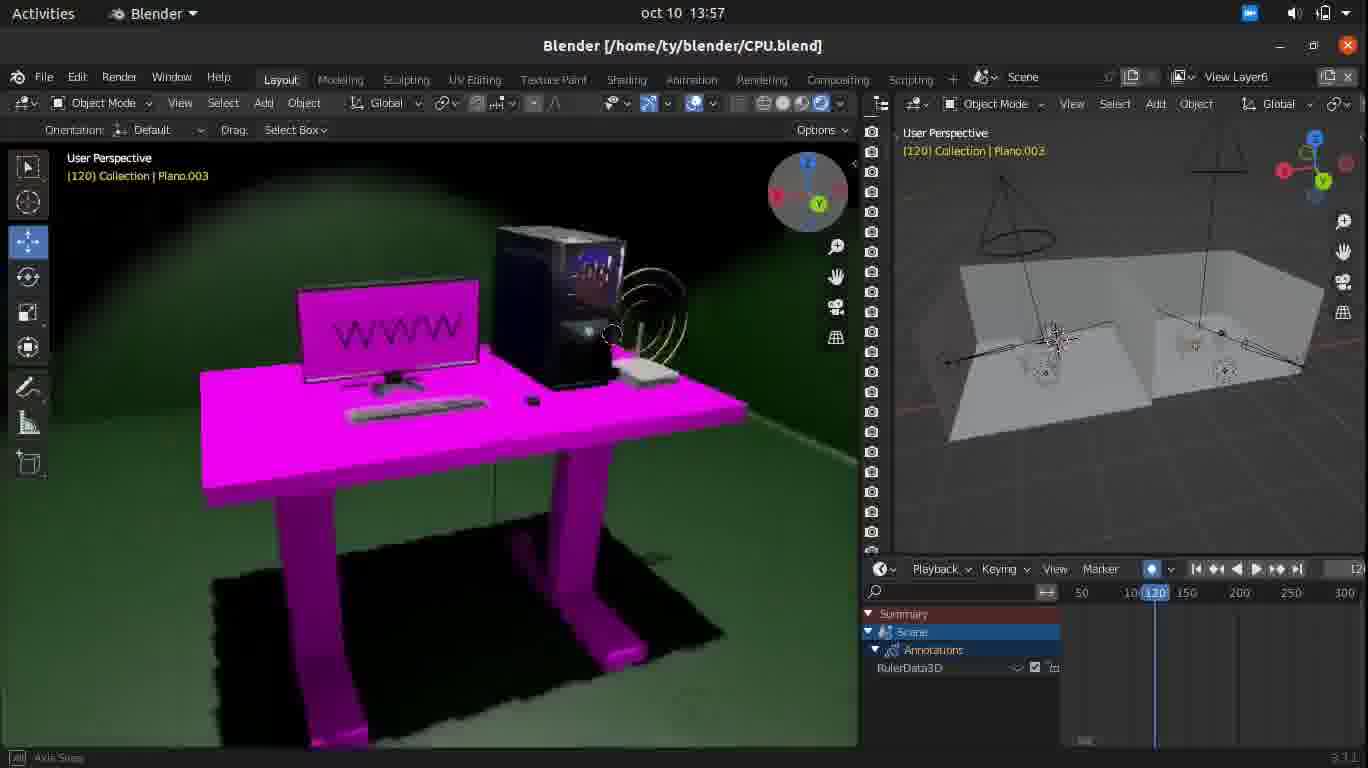 Activities Blender oct 10 13:57
Blender [/home/ty/blender/CPU.blend]
File Edit Render Window Help Layout Modeling Sculpting UV Editing Texture Paint Shading Animation Rendering Compositing Scripting + Scene View Layer6
Object Mode View Select Add Object Global Object Mode View Select Add Object Global
Orientation: Default Drag: Select Box Options
User Perspective
(120) Collection | Plano.003
User Perspective
(120) Collection | Plano.003
Z
X
Y
WWW
Playback Keying View Marker
50 120 150 200 250 300
Summary
Scene
Annotations
RulerData3D
Axis Snap 3.3.1